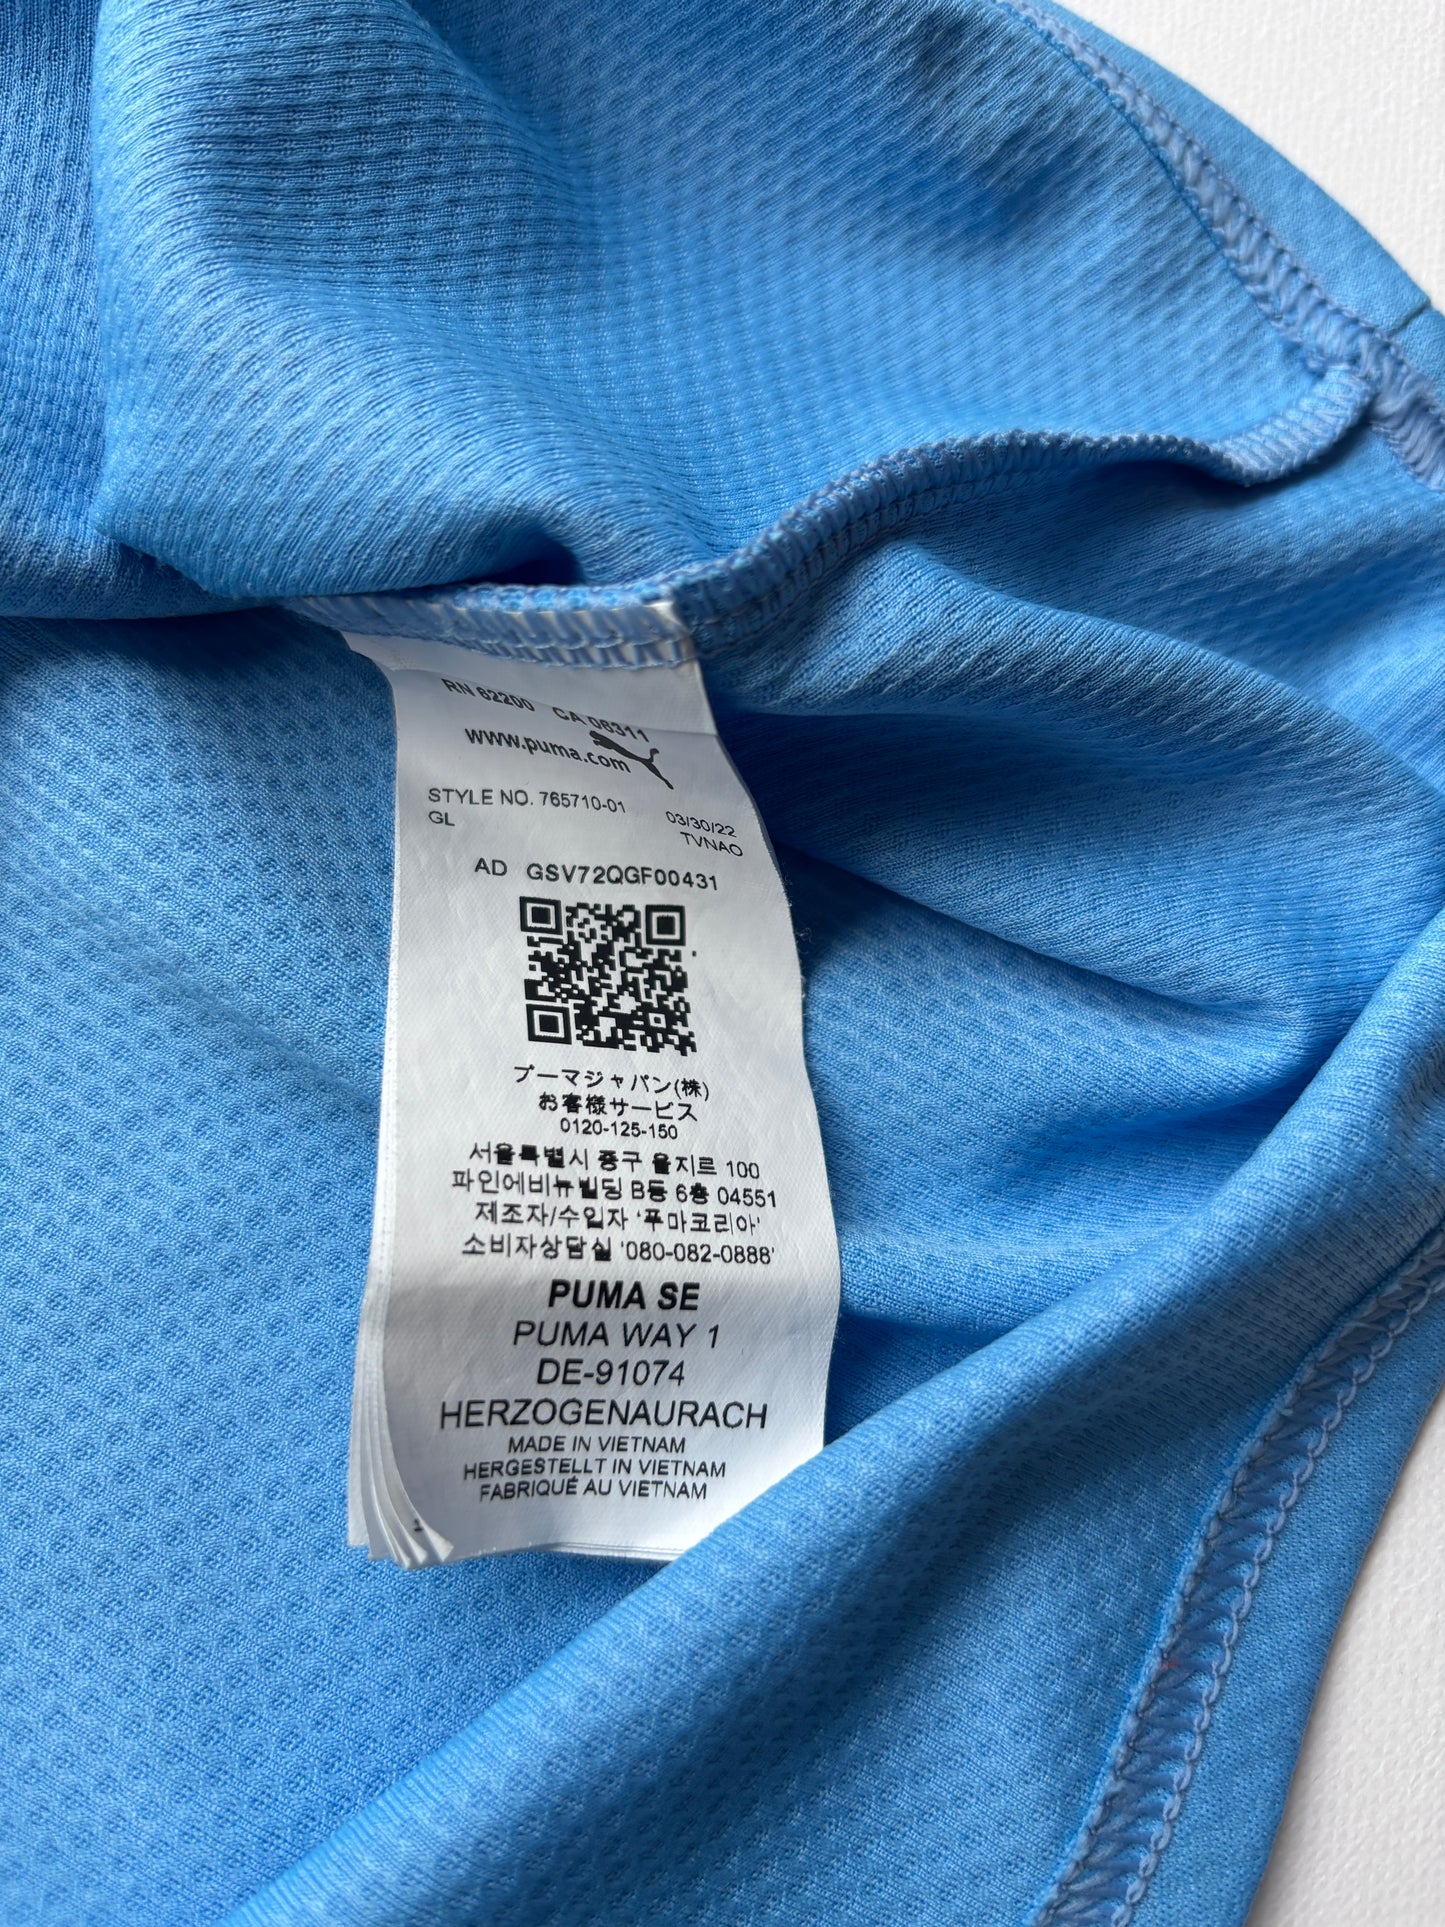 RN 62200 CA 06311
www.puma.com
STYLE NO. 765710-01 03/30/22
GL TVNAO
AD GSV72QGF00431
プーマジャパン(株)
お客様サービス
0120-125-150
서울특별시 중구 을지로 100
파인에비뉴빌딩 B동 6층 04551
제조자/수입자 '푸마코리아'
소비자상담실 '080-082-0888'
PUMA SE
PUMA WAY 1
DE-91074
HERZOGENAURACH
MADE IN VIETNAM
HERGESTELLT IN VIETNAM
FABRIQUÉ AU VIETNAM